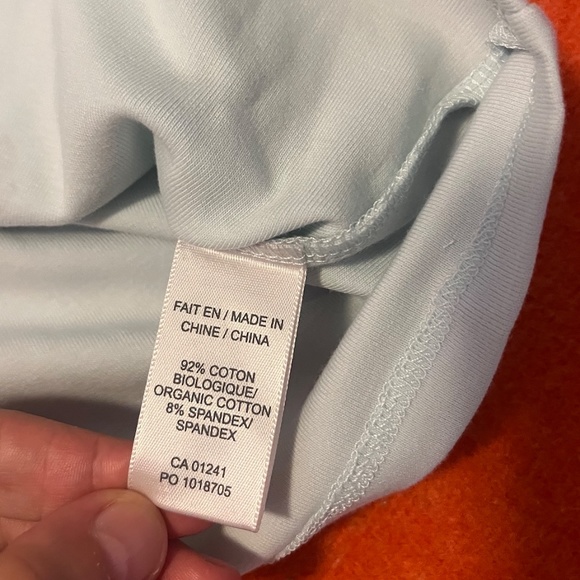 FAIT EN / MADE IN
CHINE / CHINA
92% COTON
BIOLOGIQUE/
ORGANIC COTTON
8% SPANDEX/
SPANDEX
CA 01241
PO 1018705